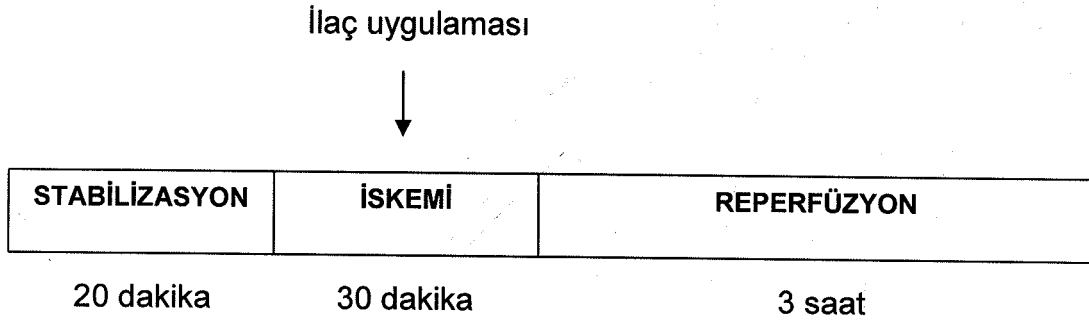 İlaç uygulaması
STABİLİZASYON İSKEMİ REPERFÜZYON
20 dakika 30 dakika 3 saat